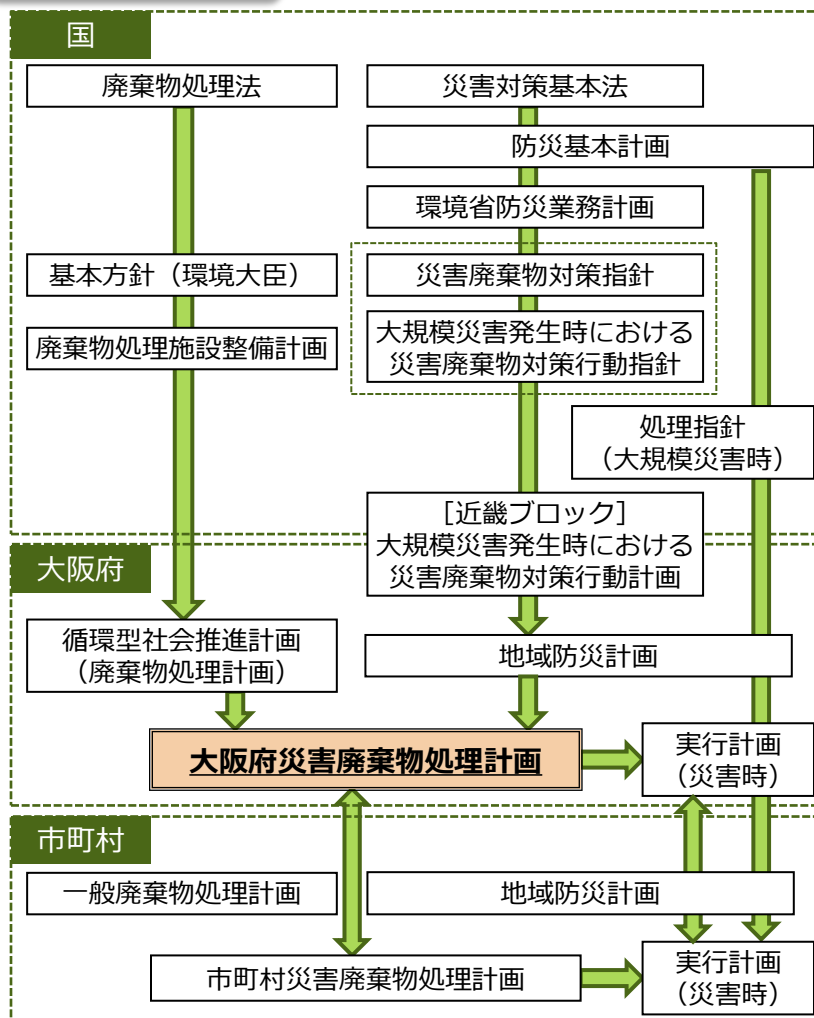 国
廃棄物処理法
災害対策基本法
防災基本計画
環境省防災業務計画
基本方針（環境大臣）
災害廃棄物対策指針
廃棄物処理施設整備計画
大規模災害発生時における
災害廃棄物対策行動指針
処理指針
（大規模災害時）
［近畿ブロック］
大規模災害発生時における
災害廃棄物対策行動計画
大阪府
循環型社会推進計画
（廃棄物処理計画）
地域防災計画
大阪府災害廃棄物処理計画
実行計画
（災害時）
市町村
一般廃棄物処理計画
地域防災計画
市町村災害廃棄物処理計画
実行計画
（災害時）